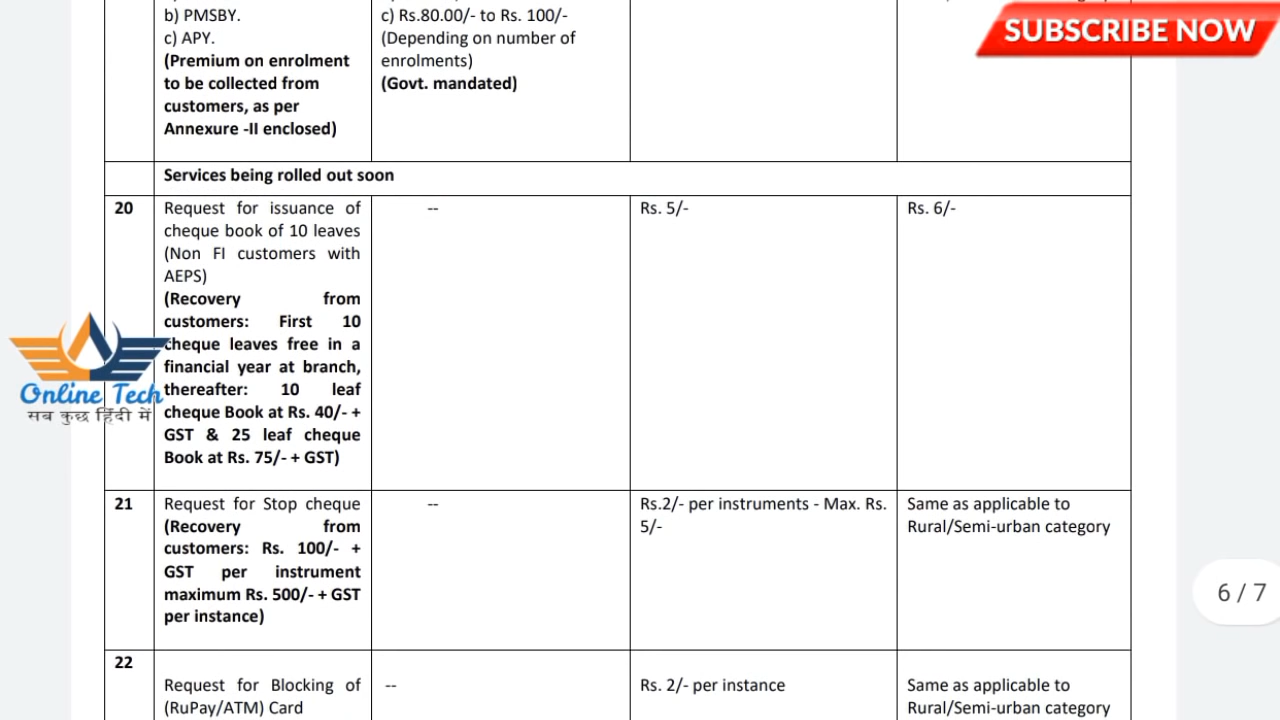 b) PMSBY.
c) APY.
(Premium on enrolment
to be collected from
customers, as per
Annexure -II enclosed)
c) Rs.80.00/- to Rs. 100/-
(Depending on number of
enrolments)
(Govt. mandated)
SUBSCRIBE NOW
Services being rolled out soon
20
Request for issuance of
cheque book of 10 leaves
(Non FI customers with
AEPS)
(Recovery from
customers: First 10
cheque leaves free in a
financial year at branch,
thereafter: 10 leaf
cheque Book at Rs. 40/- +
GST & 25 leaf cheque
Book at Rs. 75/- + GST)
--
Rs. 5/-
Rs. 6/-
Online Tech
सब कुछ हिंदी में
21
Request for Stop cheque
(Recovery from
customers: Rs. 100/- +
GST per instrument
maximum Rs. 500/- + GST
per instance)
--
Rs.2/- per instruments - Max. Rs.
5/-
Same as applicable to
Rural/Semi-urban category
6 / 7
22
Request for Blocking of
(RuPay/ATM) Card
--
Rs. 2/- per instance
Same as applicable to
Rural/Semi-urban category